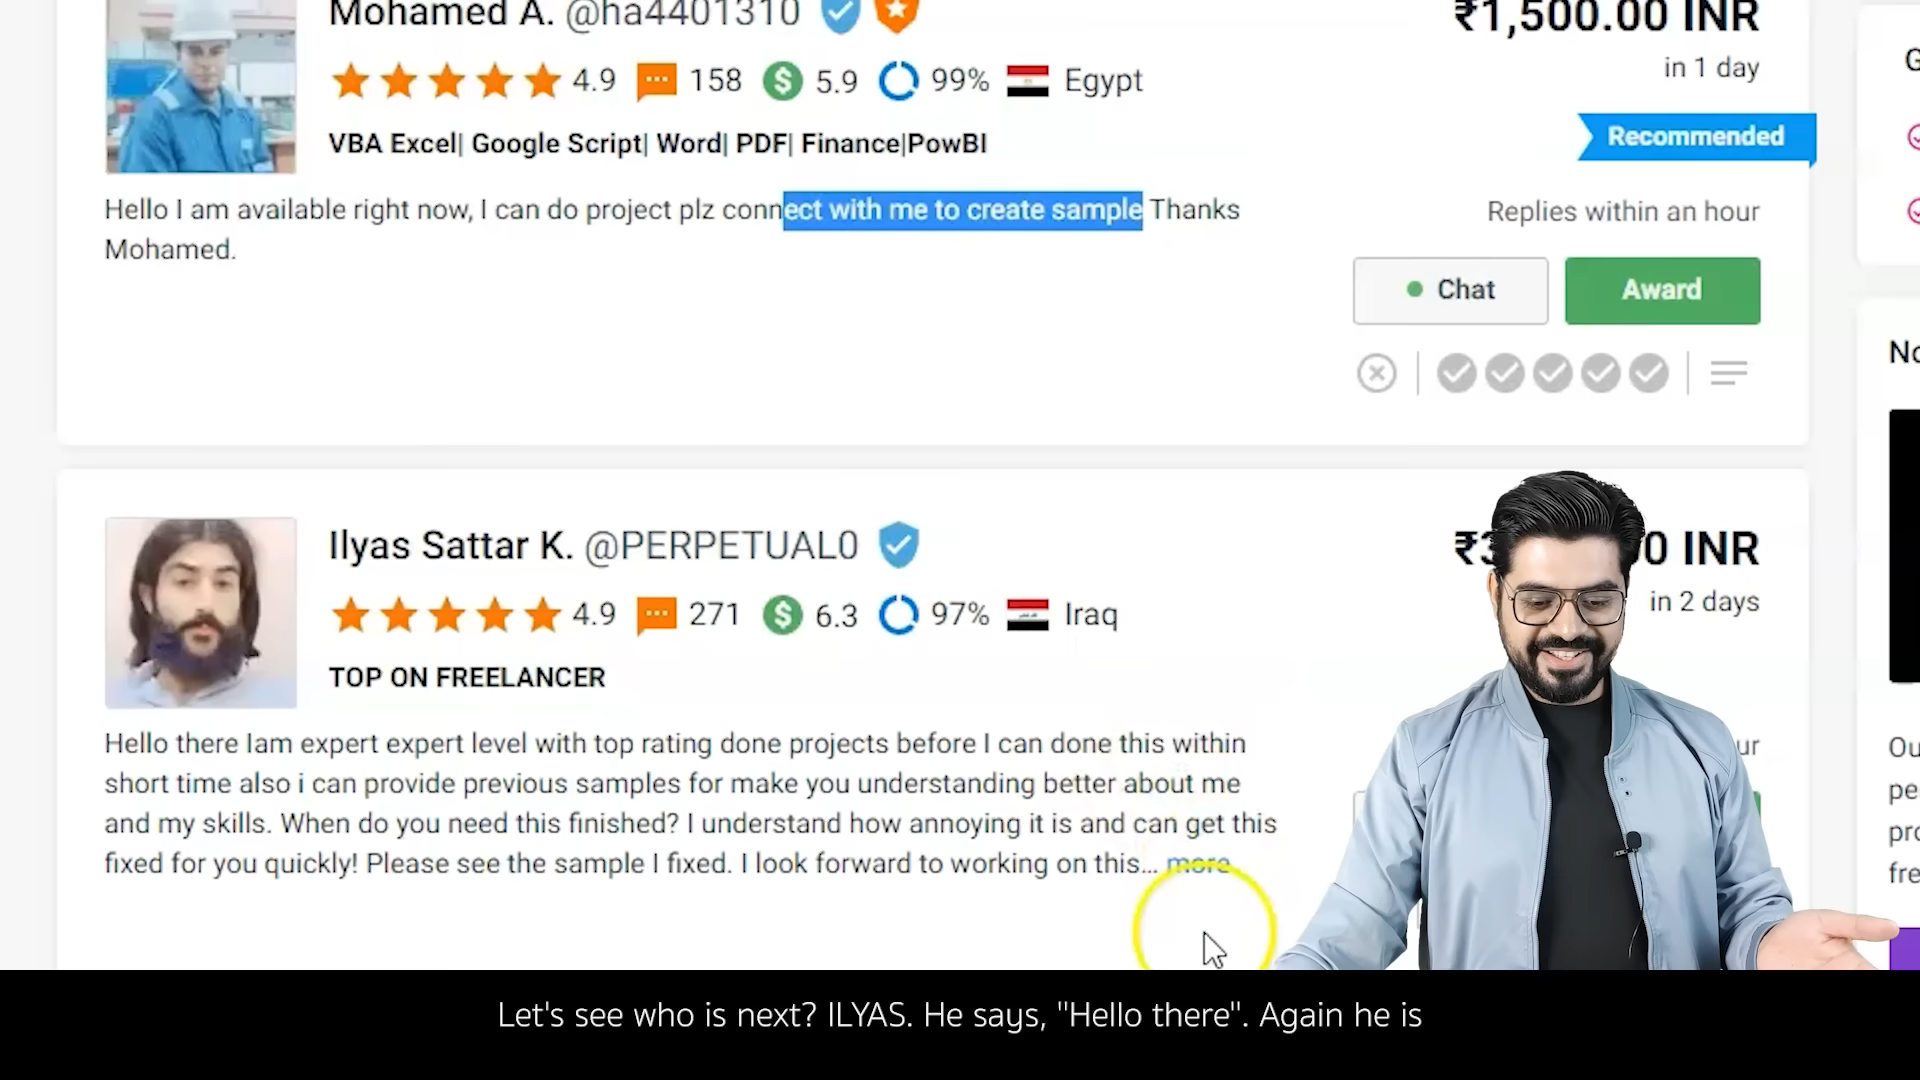 Mohamed A. @ha4401310
₹1,500.00 INR
4.9 158 5.9 99% Egypt
in 1 day
VBA Excel| Google Script| Word| PDF| Finance|PowBI
Recommended
Hello I am available right now, I can do project plz connect with me to create sample Thanks
Mohamed.
Replies within an hour
Chat
Award
Ilyas Sattar K. @PERPETUAL0
0 INR
4.9 271 6.3 97% Iraq
in 2 days
TOP ON FREELANCER
Hello there Iam expert expert level with top rating done projects before I can done this within
short time also i can provide previous samples for make you understanding better about me
and my skills. When do you need this finished? I understand how annoying it is and can get this
fixed for you quickly! Please see the sample I fixed. I look forward to working on this... more
Let's see who is next? ILYAS. He says, "Hello there". Again he is